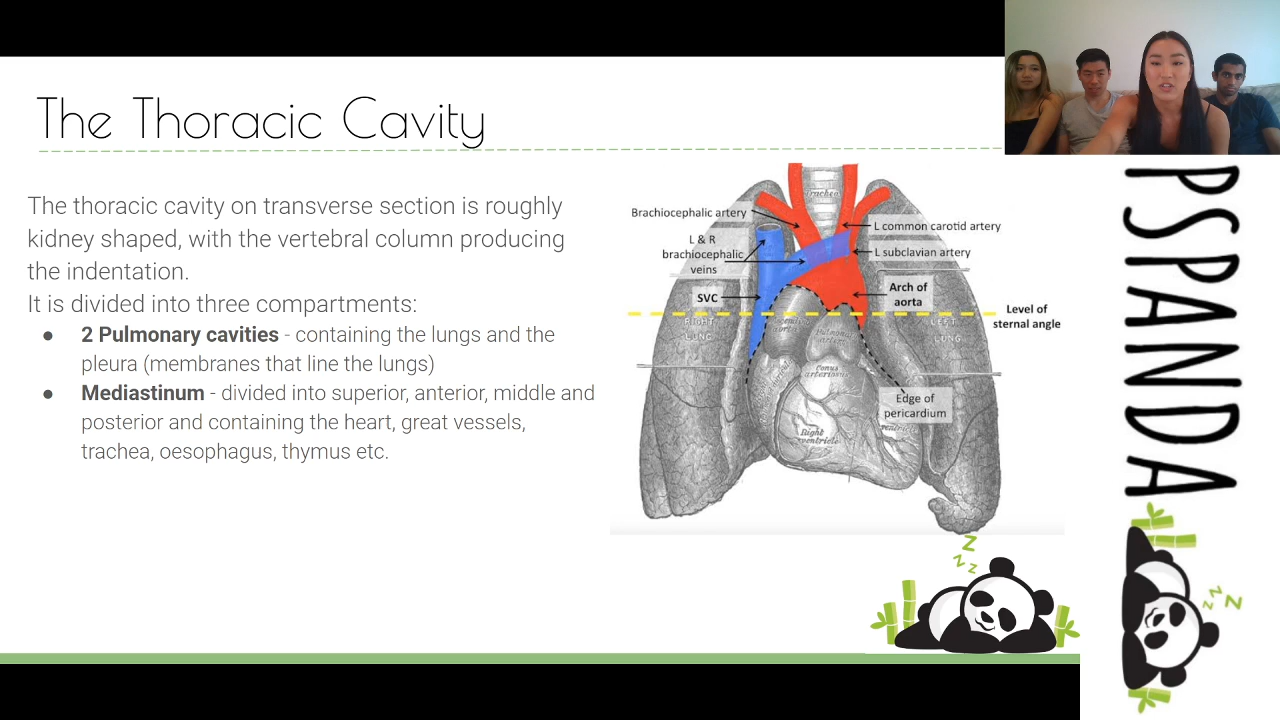 The Thoracic Cavity
The thoracic cavity on transverse section is roughly
kidney shaped, with the vertebral column producing
the indentation.
It is divided into three compartments:
● 2 Pulmonary cavities - containing the lungs and the
pleura (membranes that line the lungs)
● Mediastinum - divided into superior, anterior, middle and
posterior and containing the heart, great vessels,
trachea, oesophagus, thymus etc.
Trachea
Brachiocephalic artery
L common carotid artery
L & R
brachiocephalic
veins
L subclavian artery
SVC
Arch of
aorta
Level of
sternal angle
RIGHT
LUNG
LEFT
LUNG
Pulmonary
Conus
arteriosus
Edge of
pericardium
Right
ventricle
PSPANDA
Z
Z
Z
Z
Z
Z